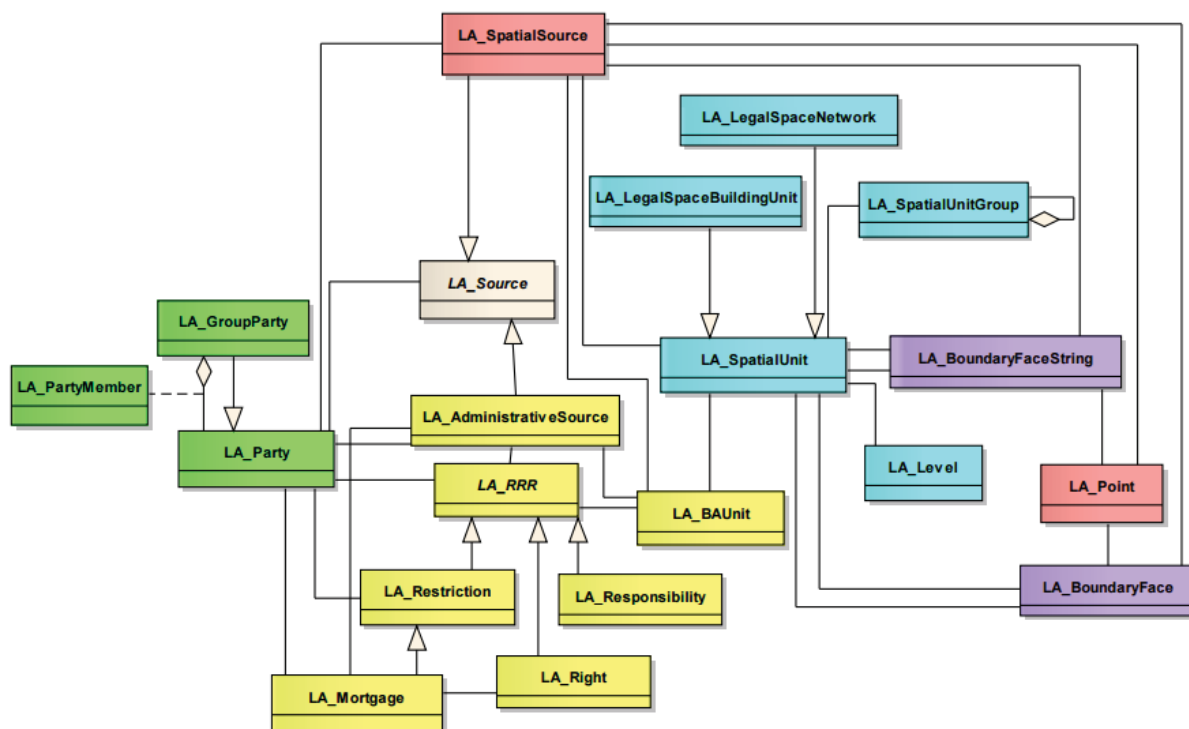 LA_SpatialSource
LA_LegalSpaceNetwork
LA_LegalSpaceBuildingUnit
LA_SpatialUnitGroup
LA_Source
LA_GroupParty
LA_SpatialUnit
LA_BoundaryFaceString
LA_PartyMember
LA_AdministrativeSource
LA_Party
LA_Level
LA_RRR
LA_Point
LA_BAUnit
LA_Restriction
LA_Responsibility
LA_BoundaryFace
LA_Right
LA_Mortgage